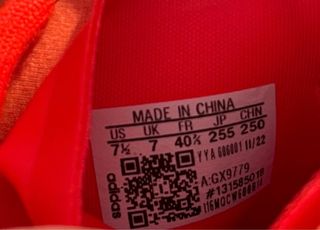 MADE IN CHINA
US UK FR JP CHN
7½ 7 40⅔ 255 250
YYA 606001 11/22
A:GX9779
#13158501
adidas